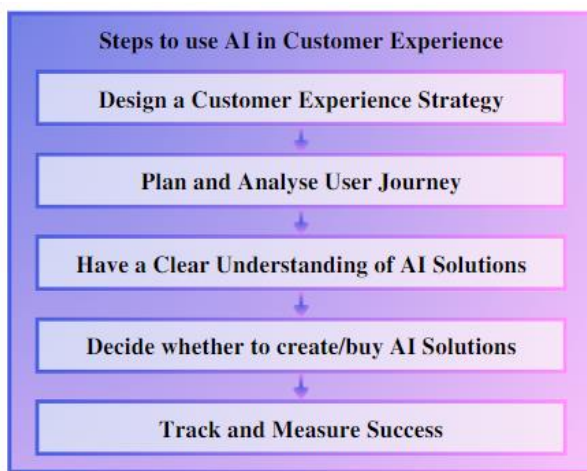 Steps to use AI in Customer Experience
Design a Customer Experience Strategy
Plan and Analyse User Journey
Have a Clear Understanding of AI Solutions
Decide whether to create/buy AI Solutions
Track and Measure Success